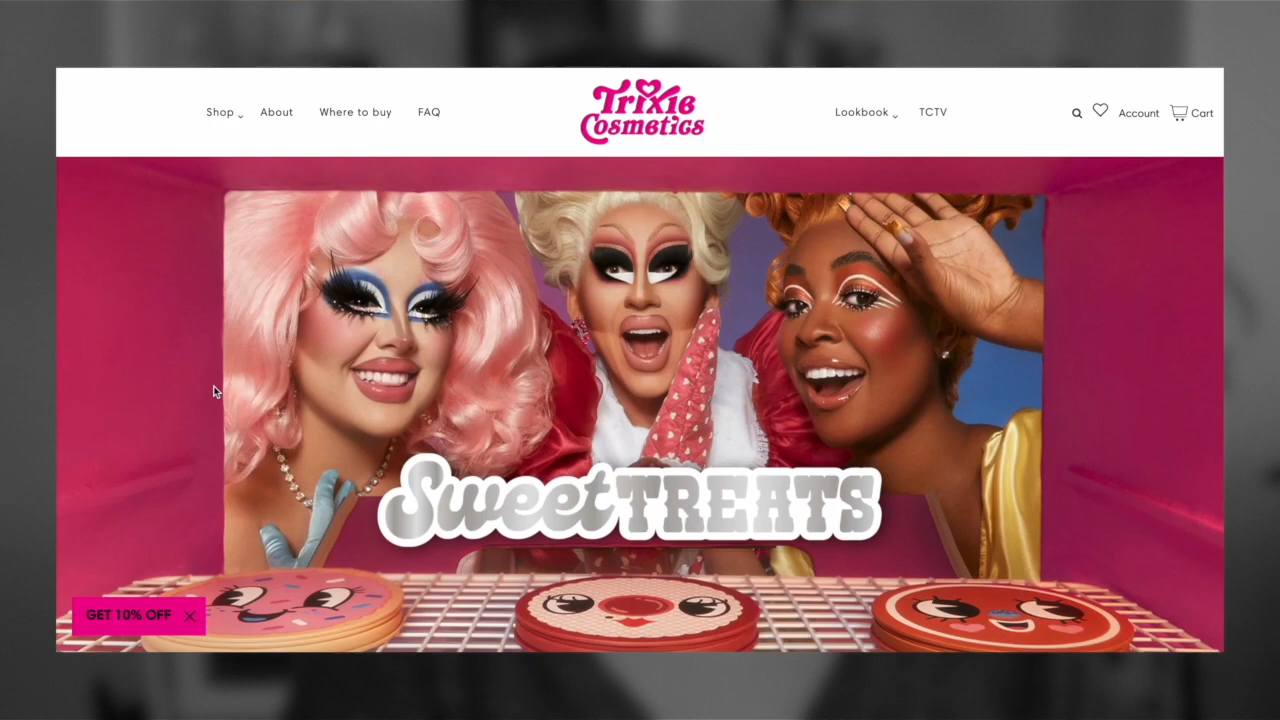 Shop
About
Where to buy
FAQ
Trixie
Cosmetics
Lookbook
TCTV
Account
Cart
Sweet TREATS
GET 10% OFF